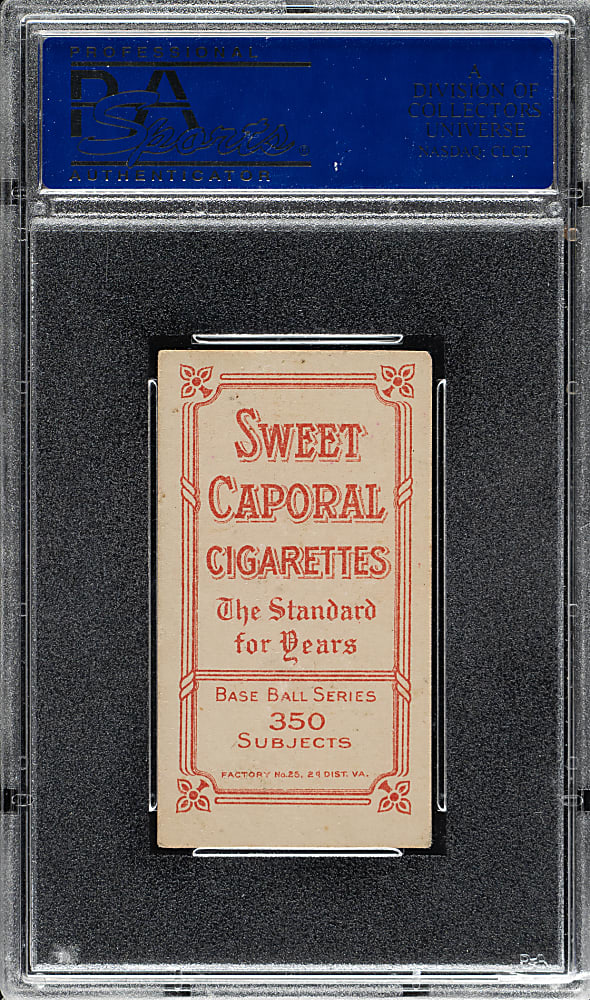 PROFESSIONAL
PSA
Sports
AUTHENTICATOR
A
DIVISION OF
COLLECTORS
UNIVERSE
NASDAQ: CLCT
SWEET
CAPORAL
CIGARETTES
The Standard
for Years
BASE BALL SERIES
350
SUBJECTS
FACTORY No. 25, 2d DIST. VA.
PSA